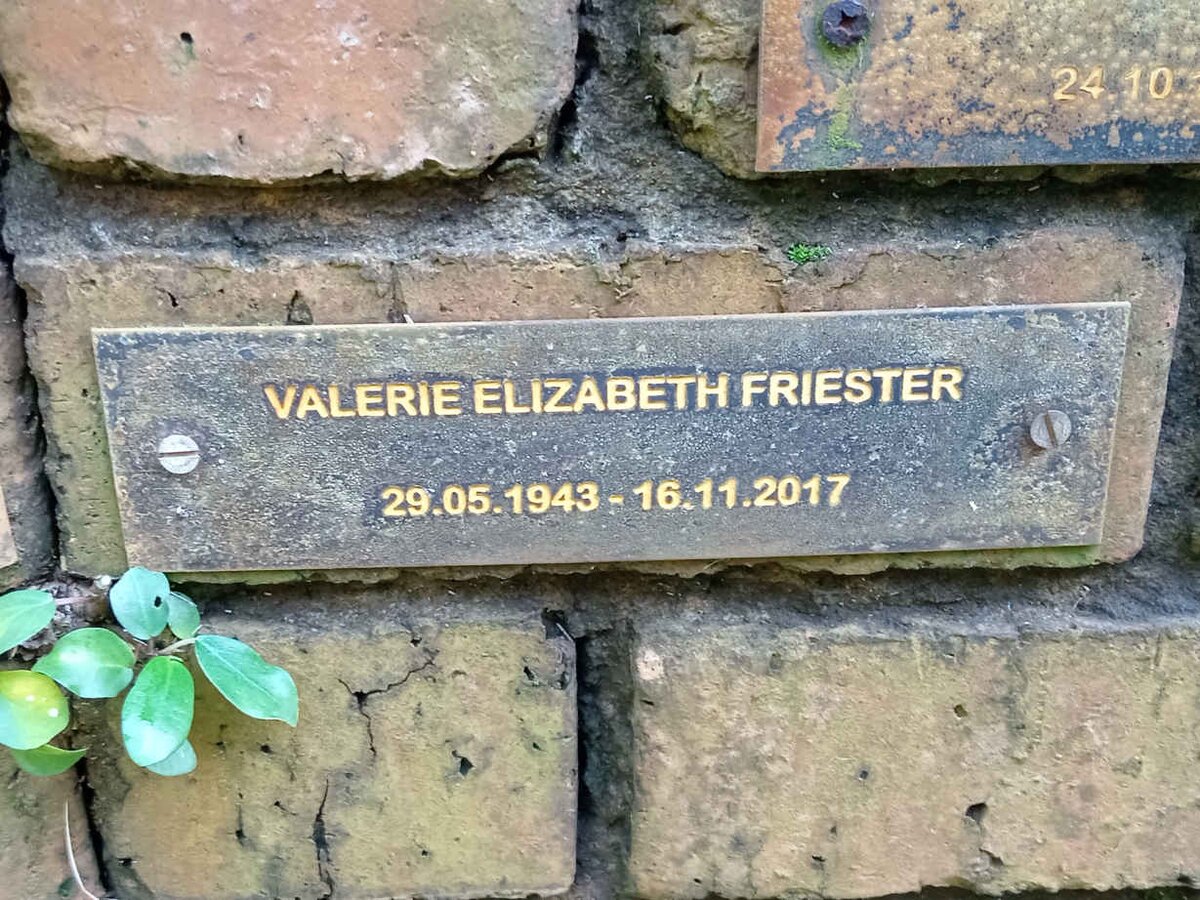 24.10.
VALERIE ELIZABETH FRIESTER
29.05.1943 - 16.11.2017